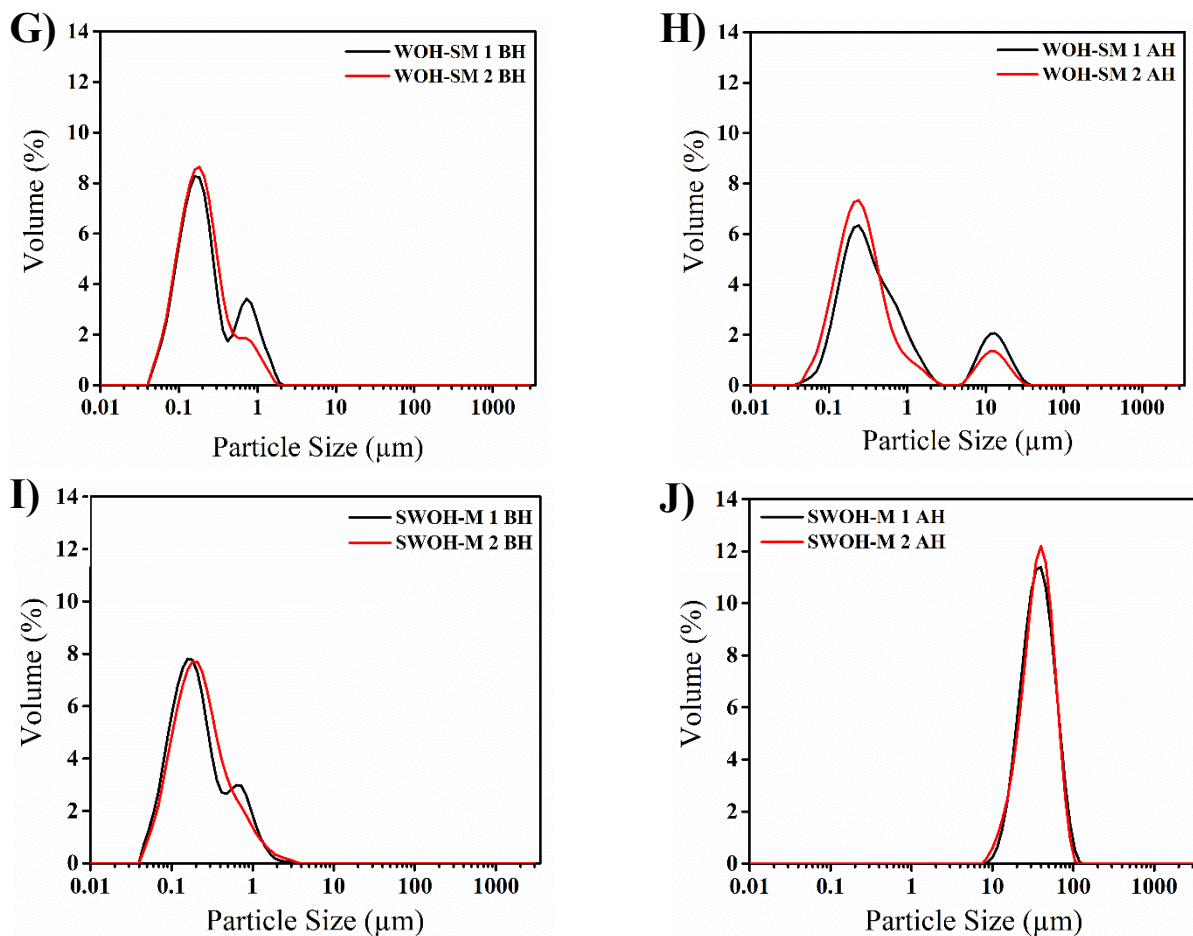 G)
WOH-SM 1 BH
WOH-SM 2 BH
Volume (%)
14
12
10
8
6
4
2
0
0.01 0.1 1 10 100 1000
Particle Size (µm)
H)
WOH-SM 1 AH
WOH-SM 2 AH
Volume (%)
14
12
10
8
6
4
2
0
0.01 0.1 1 10 100 1000
Particle Size (µm)
I)
SWOH-M 1 BH
SWOH-M 2 BH
Volume (%)
14
12
10
8
6
4
2
0
0.01 0.1 1 10 100 1000
Particle Size (µm)
J)
SWOH-M 1 AH
SWOH-M 2 AH
Volume (%)
14
12
10
8
6
4
2
0
0.01 0.1 1 10 100 1000
Particle Size (µm)